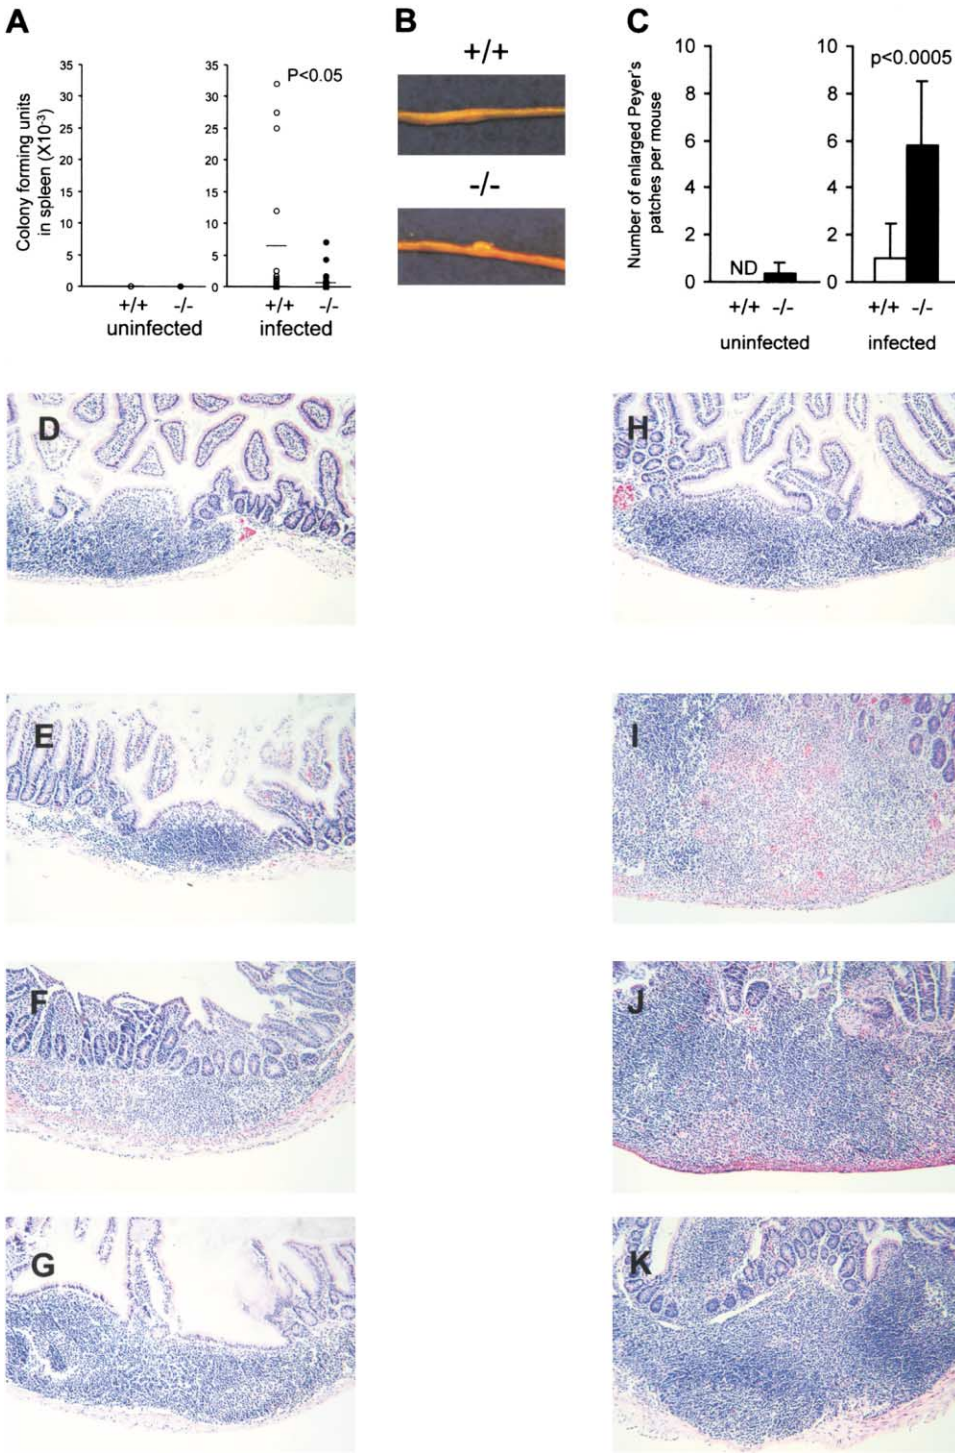 A
Colony forming units
in spleen (X10⁻³)
35
30
25
20
15
10
5
0
+/+ -/-
uninfected
35
30
25
20
15
10
5
0
P<0.05
+/+ -/-
infected
B
+/+
-/-
C
Number of enlarged Peyer's
patches per mouse
10
8
6
4
2
0
ND
+/+ -/-
uninfected
10
8
6
4
2
0
p<0.0005
+/+ -/-
infected
D
H
E
I
F
J
G
K